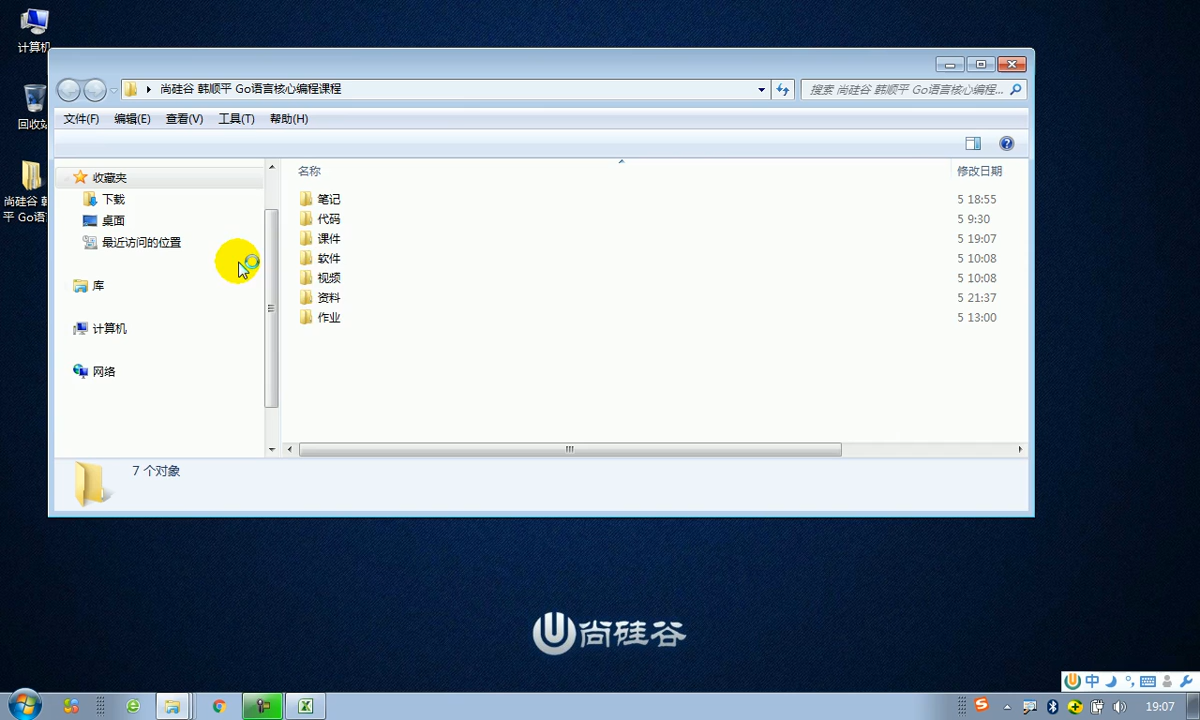 计算机
回收站
尚硅谷 韩
平 Go语
尚硅谷 韩顺平 Go语言核心编程课程
搜索 尚硅谷 韩顺平 Go语言核心编程...
文件(F) 编辑(E) 查看(V) 工具(T) 帮助(H)
收藏夹
下载
桌面
最近访问的位置
库
计算机
网络
名称 修改日期
笔记 5 18:55
代码 5 9:30
课件 5 19:07
软件 5 10:08
视频 5 10:08
资料 5 21:37
作业 5 13:00
7 个对象
尚硅谷
中
19:07